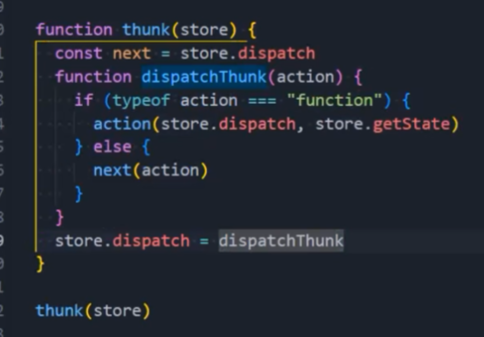 function thunk(store) {
const next = store.dispatch
function dispatchThunk(action) {
if (typeof action === "function") {
action(store.dispatch, store.getState)
} else {
next(action)
}
}
store.dispatch = dispatchThunk
}
thunk(store)